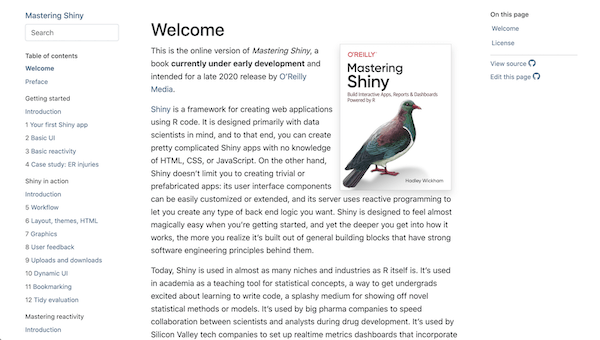 Mastering Shiny
Search
Table of contents
Welcome
Preface
Getting started
Introduction
1 Your first Shiny app
2 Basic UI
3 Basic reactivity
4 Case study: ER injuries
Shiny in action
Introduction
5 Workflow
6 Layout, themes, HTML
7 Graphics
8 User feedback
9 Uploads and downloads
10 Dynamic UI
11 Bookmarking
12 Tidy evaluation
Mastering reactivity
Introduction
Welcome
This is the online version of Mastering Shiny, a
book currently under early development and
intended for a late 2020 release by O’Reilly
Media.
Shiny is a framework for creating web applications
using R code. It is designed primarily with data
scientists in mind, and to that end, you can create
pretty complicated Shiny apps with no knowledge
of HTML, CSS, or JavaScript. On the other hand,
Shiny doesn’t limit you to creating trivial or
prefabricated apps: its user interface components
can be easily customized or extended, and its server uses reactive programming to
let you create any type of back end logic you want. Shiny is designed to feel almost
magically easy when you’re getting started, and yet the deeper you get into how it
works, the more you realize it’s built out of general building blocks that have strong
software engineering principles behind them.
Today, Shiny is used in almost as many niches and industries as R itself is. It’s used
in academia as a teaching tool for statistical concepts, a way to get undergrads
excited about learning to write code, a splashy medium for showing off novel
statistical methods or models. It’s used by big pharma companies to speed
collaboration between scientists and analysts during drug development. It’s used by
Silicon Valley tech companies to set up realtime metrics dashboards that incorporate
O'REILLY
Mastering
Shiny
Build Interactive Apps, Reports & Dashboards
Powered by R
Hadley Wickham
On this page
Welcome
License
View source
Edit this page